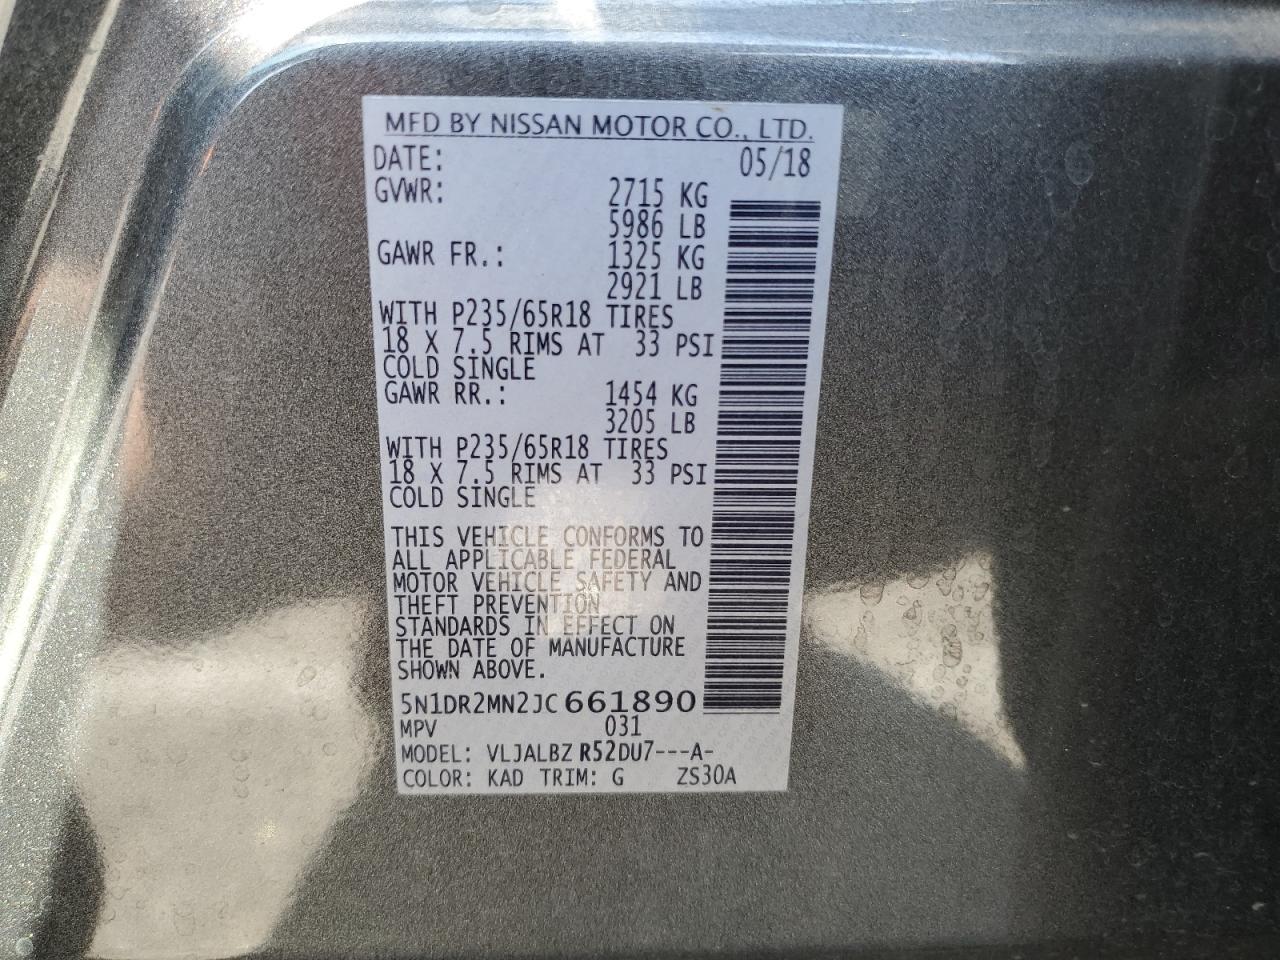 MFD BY NISSAN MOTOR CO., LTD.
DATE: 05/18
GVWR: 2715 KG
5986 LB
GAWR FR.: 1325 KG
2921 LB
WITH P235/65R18 TIRES
18 X 7.5 RIMS AT 33 PSI
COLD SINGLE
GAWR RR.: 1454 KG
3205 LB
WITH P235/65R18 TIRES
18 X 7.5 RIMS AT 33 PSI
COLD SINGLE
THIS VEHICLE CONFORMS TO
ALL APPLICABLE FEDERAL
MOTOR VEHICLE SAFETY AND
THEFT PREVENTION
STANDARDS IN EFFECT ON
THE DATE OF MANUFACTURE
SHOWN ABOVE.
5N1DR2MN2JC661890
MPV 031
MODEL: VLJALBZ R52DU7---A-
COLOR: KAD TRIM: G ZS30A